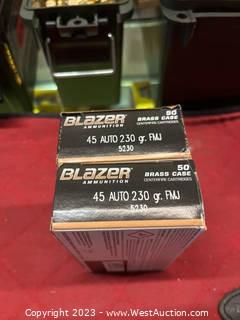 BLAZER
AMMUNITION
50
BRASS CASE
CENTERFIRE CARTRIDGES
45 AUTO 230 gr. FMJ
5230
BLAZER
AMMUNITION
50
BRASS CASE
CENTERFIRE CARTRIDGES
45 AUTO 230 gr. FMJ
5230
Copyright 2023 - WestAuction.com